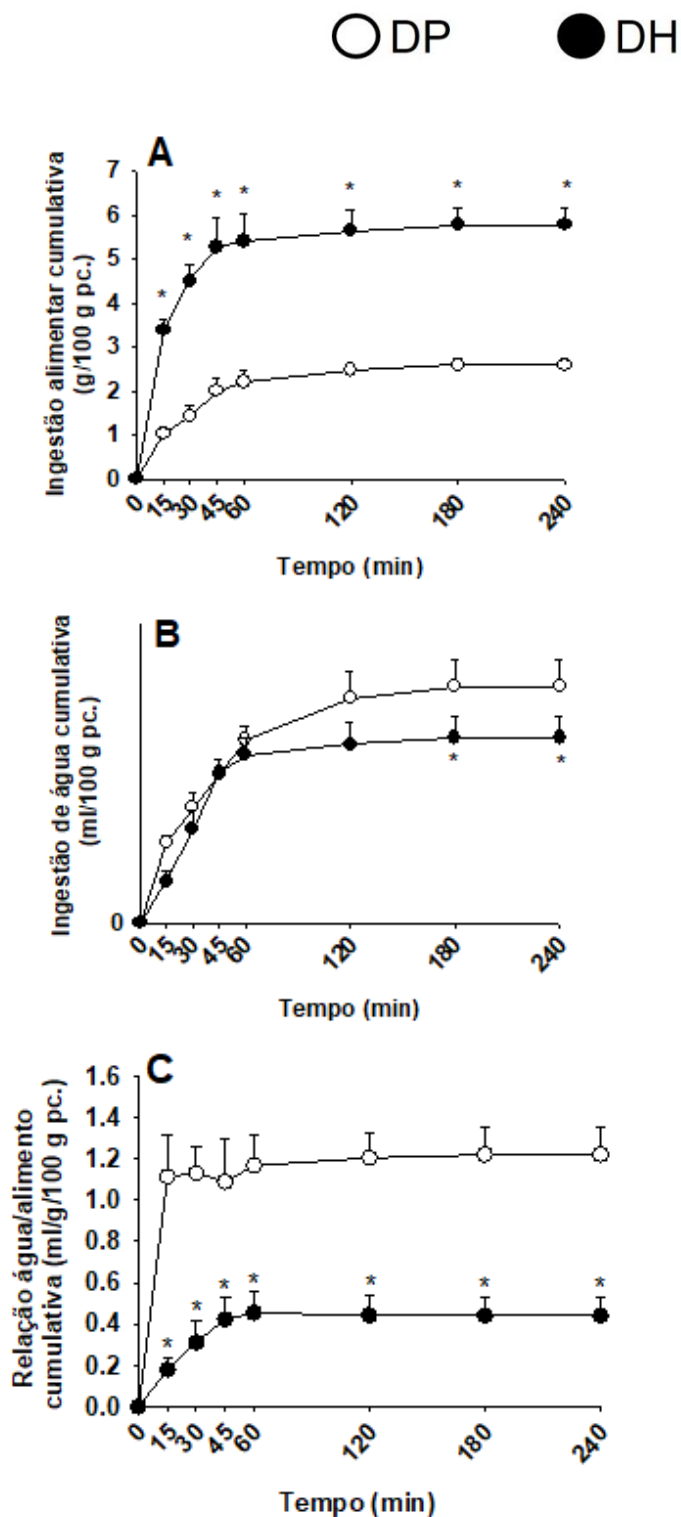 DP DH
A
7
6
5
4
3
2
1
0
Ingestão alimentar cumulativa
(g/100 g pc.)
* * * * * * *
0 15 30 45 60 120 180 240
Tempo (min)
B
Ingestão de água cumulativa
(ml/100 g pc.)
0
* *
0 15 30 45 60 120 180 240
Tempo (min)
C
1.6
1.4
1.2
1.0
0.8
0.6
0.4
0.2
0.0
Relação água/alimento
cumulativa (ml/g/100 g pc.)
* * * * * * *
0 15 30 45 60 120 180 240
Tempo (min)